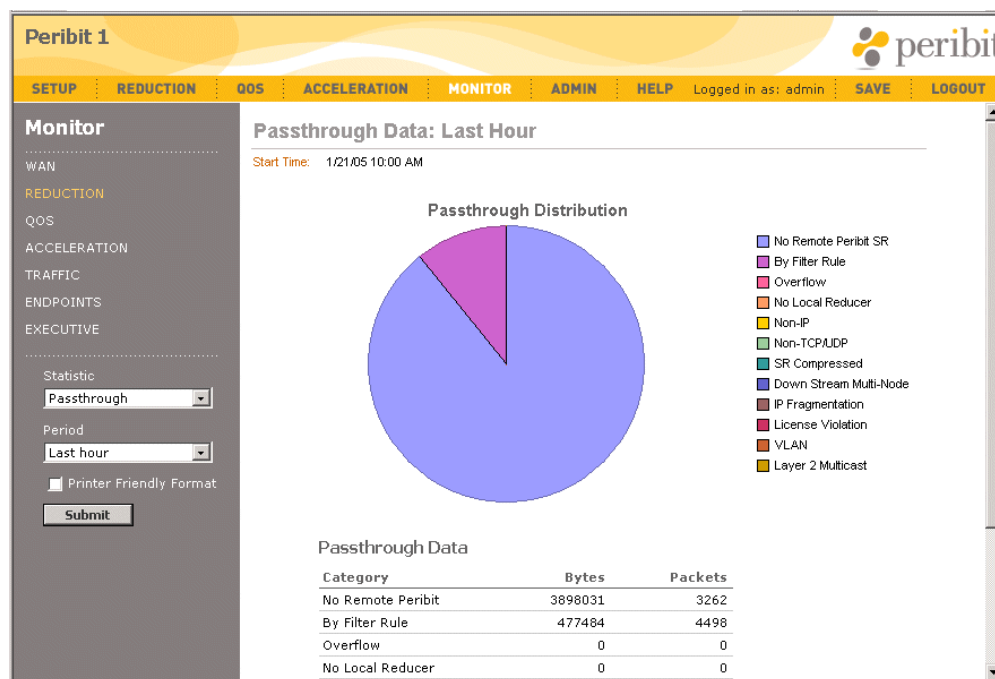 Peribit 1
peribit
SETUP REDUCTION QOS ACCELERATION MONITOR ADMIN HELP Logged in as: admin SAVE LOGOUT
Monitor
WAN
REDUCTION
QOS
ACCELERATION
TRAFFIC
ENDPOINTS
EXECUTIVE
Statistic
Passthrough
Period
Last hour
Printer Friendly Format
Submit
Passthrough Data: Last Hour
Start Time: 1/21/05 10:00 AM
Passthrough Distribution
No Remote Peribit SR
By Filter Rule
Overflow
No Local Reducer
Non-IP
Non-TCP/UDP
SR Compressed
Down Stream Multi-Node
IP Fragmentation
License Violation
VLAN
Layer 2 Multicast
Passthrough Data
Category Bytes Packets
No Remote Peribit 3898031 3262
By Filter Rule 477484 4498
Overflow 0 0
No Local Reducer 0 0